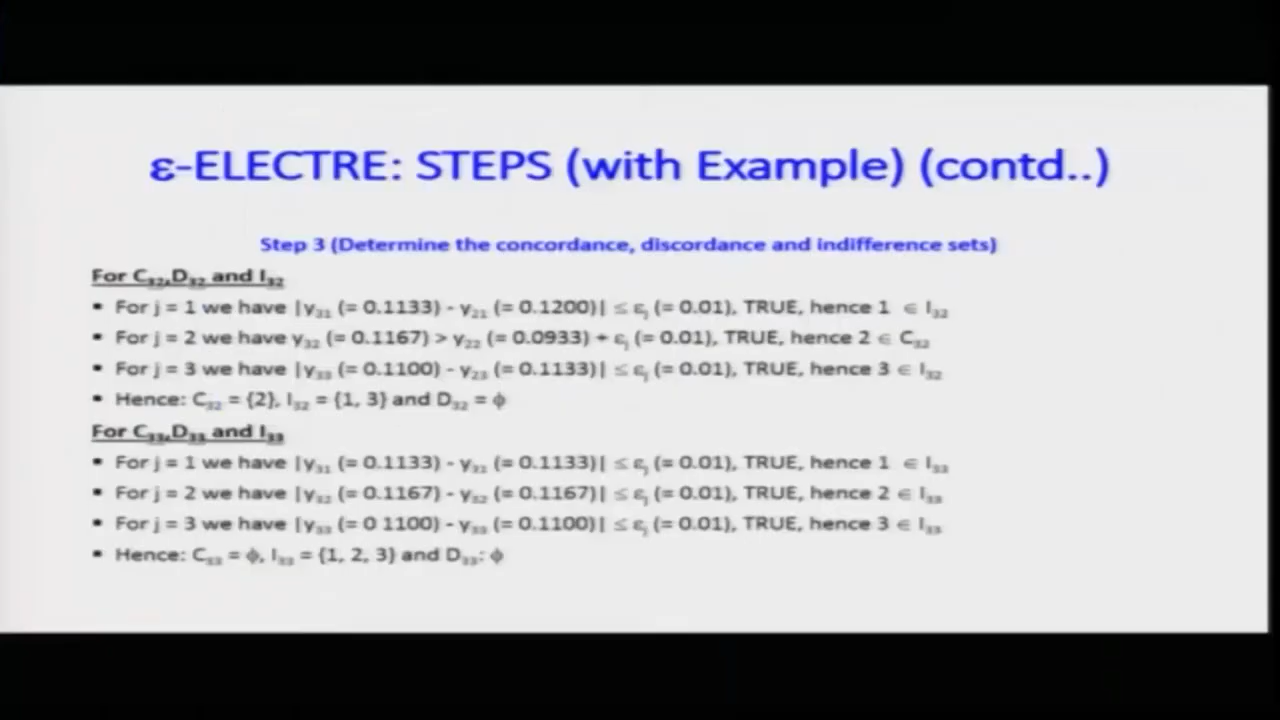 ε-ELECTRE: STEPS (with Example) (contd..)
Step 3 (Determine the concordance, discordance and indifference sets)
For C₃₂,D₃₂ and I₃₂
▪ For j = 1 we have |y₃₁ (= 0.1133) - y₂₁ (= 0.1200)| ≤ εⱼ (= 0.01), TRUE, hence 1 ∈ I₃₂
▪ For j = 2 we have y₃₂ (= 0.1167) > y₂₂ (= 0.0933) + εⱼ (= 0.01), TRUE, hence 2 ∈ C₃₂
▪ For j = 3 we have |y₃₃ (= 0.1100) - y₂₃ (= 0.1133)| ≤ εⱼ (= 0.01), TRUE, hence 3 ∈ I₃₂
▪ Hence: C₃₂ = {2}, I₃₂ = {1, 3} and D₃₂ = ϕ
For C₃₃,D₃₃ and I₃₃
▪ For j = 1 we have |y₃₁ (= 0.1133) - y₃₁ (= 0.1133)| ≤ εⱼ (= 0.01), TRUE, hence 1 ∈ I₃₃
▪ For j = 2 we have |y₃₂ (= 0.1167) - y₃₂ (= 0.1167)| ≤ εⱼ (= 0.01), TRUE, hence 2 ∈ I₃₃
▪ For j = 3 we have |y₃₃ (= 0 1100) - y₃₃ (= 0.1100)| ≤ εⱼ (= 0.01), TRUE, hence 3 ∈ I₃₃
▪ Hence: C₃₃ = ϕ, I₃₃ = {1, 2, 3} and D₃₃: ϕ